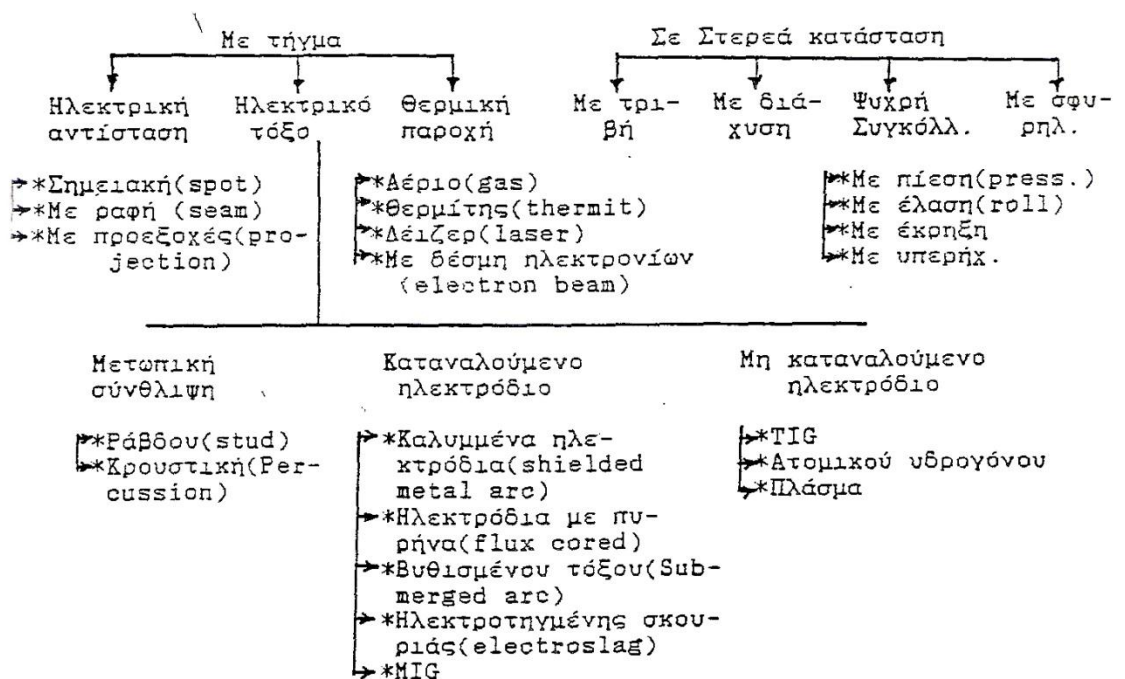 Με τήγμα
Σε Στερεά κατάσταση
Ηλεκτρική
αντίσταση
Ηλεκτρικό
τόξο
Θερμική
παροχή
Με τρι-
βή
Με διά-
χυση
Ψυχρή
Συγκόλλ.
Με σφυ-
ρηλ.
*Σημειακή(spot)
*Με ραφή (seam)
*Με προεξοχές(pro-
jection)
*Αέριο(gas)
*Θερμίτης(thermit)
*Λέιζερ(laser)
*Με δέσμη ηλεκτρονίων
(electron beam)
*Με πίεση(press.)
*Με έλαση(roll)
*Με έκρηξη
*Με υπερήχ.
Μετωπική
σύνθλιψη
*Ράβδου(stud)
*Κρουστική(Per-
cussion)
Καταναλούμενο
ηλεκτρόδιο
*Καλυμμένα ηλε-
κτρόδια(shielded
metal arc)
*Ηλεκτρόδια με πυ-
ρήνα(flux cored)
*Βυθισμένου τόξου(Sub-
merged arc)
*Ηλεκτροτηγμένης σκου-
ριάς(electroslag)
*MIG
Μη καταναλούμενο
ηλεκτρόδιο
*TIG
*Ατομικού υδρογόνου
*Πλάσμα